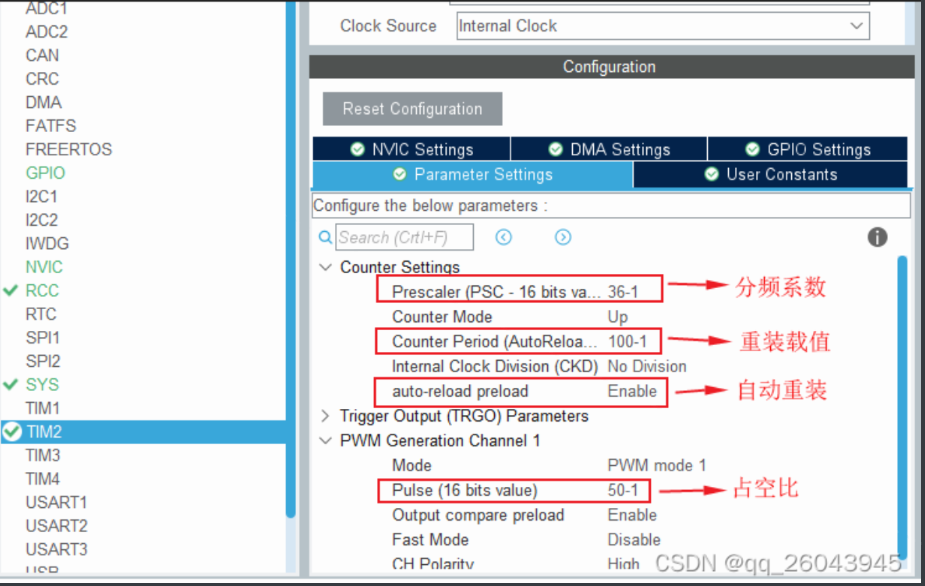 ADC1
ADC2
CAN
CRC
DMA
FATFS
FREERTOS
GPIO
I2C1
I2C2
IWDG
NVIC
RCC
RTC
SPI1
SPI2
SYS
TIM1
TIM2
TIM3
TIM4
USART1
USART2
USART3
USB
Clock Source Internal Clock
Configuration
Reset Configuration
NVIC Settings DMA Settings GPIO Settings
Parameter Settings User Constants
Configure the below parameters :
Search (CrtI+F)
Counter Settings
Prescaler (PSC - 16 bits va... 36-1 分频系数
Counter Mode Up
Counter Period (AutoReloa... 100-1 重装载值
Internal Clock Division (CKD) No Division
auto-reload preload Enable 自动重装
Trigger Output (TRGO) Parameters
PWM Generation Channel 1
Mode PWM mode 1
Pulse (16 bits value) 50-1 占空比
Output compare preload Enable
Fast Mode Disable
CH Polarity High
CSDN @qq_26043945